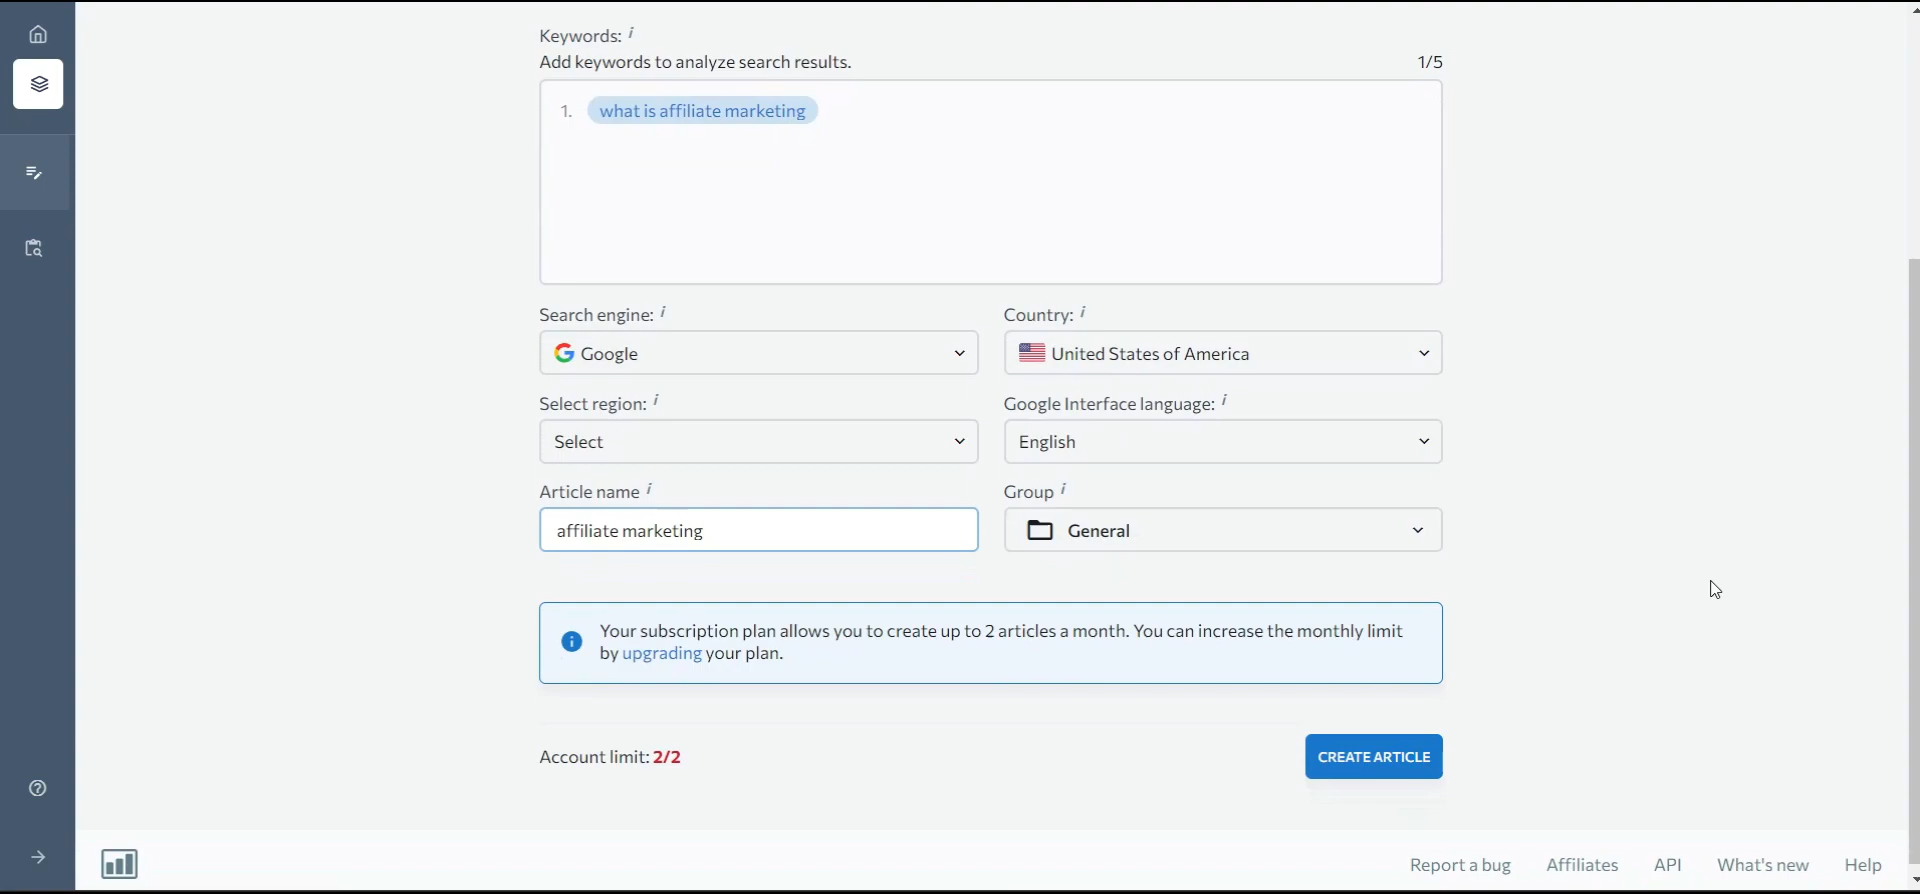 Keywords: i
Add keywords to analyze search results. 1/5
1. what is affiliate marketing
Search engine: i Country: i
Google United States of America
Select region: i Google Interface language: i
Select English
Article name i Group i
affiliate marketing General
Your subscription plan allows you to create up to 2 articles a month. You can increase the monthly limit
by upgrading your plan.
Account limit: 2/2 CREATE ARTICLE
Report a bug Affiliates API What's new Help